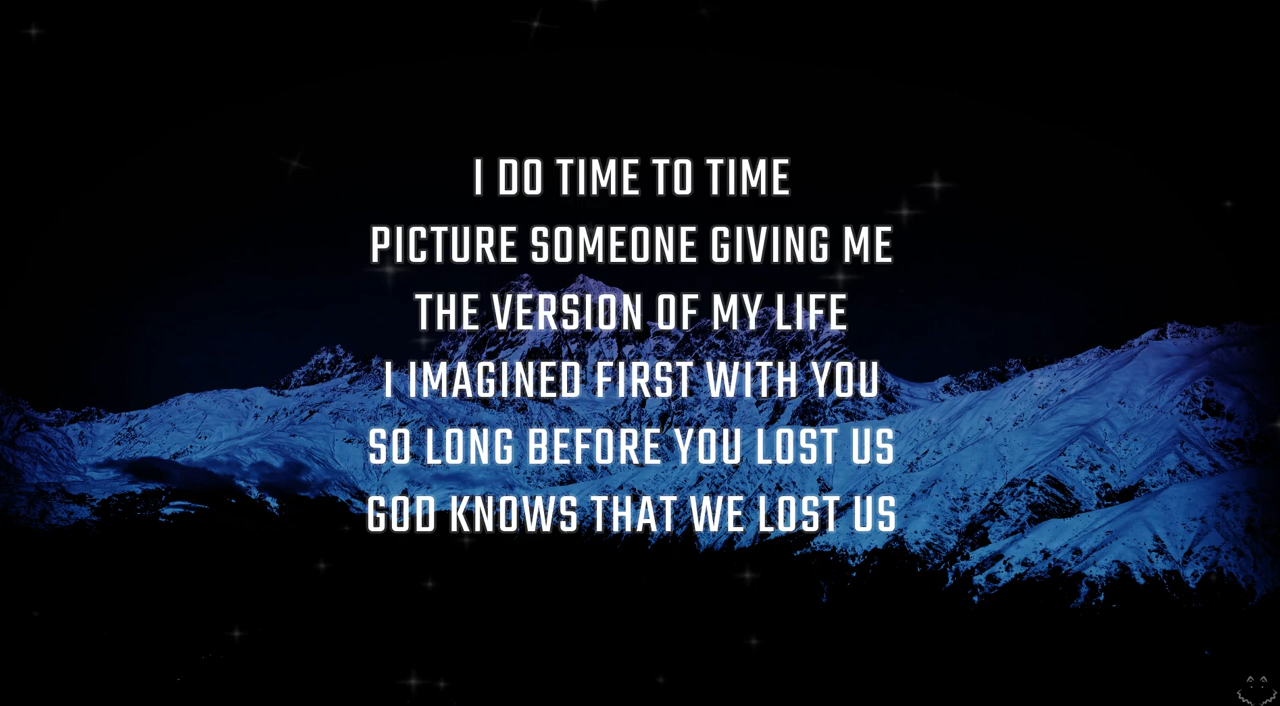 I DO TIME TO TIME
PICTURE SOMEONE GIVING ME
THE VERSION OF MY LIFE
I IMAGINED FIRST WITH YOU
SO LONG BEFORE YOU LOST US
GOD KNOWS THAT WE LOST US